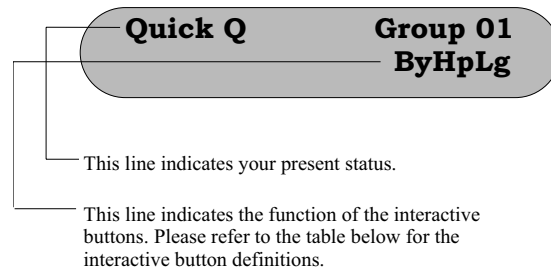 Quick Q Group 01
ByHpLg
This line indicates your present status.
This line indicates the function of the interactive
buttons. Please refer to the table below for the
interactive button definitions.